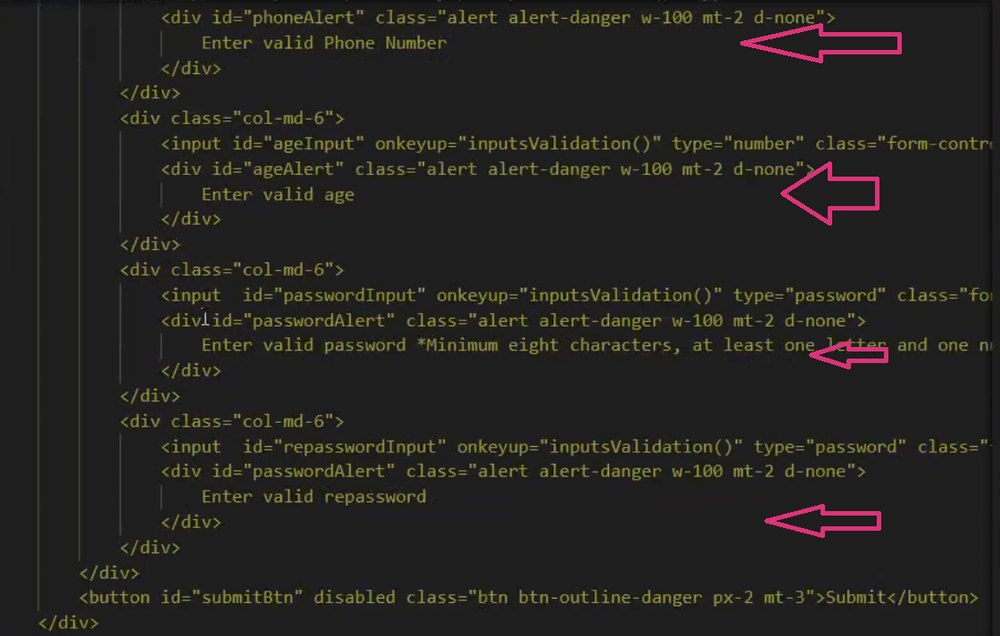 <div id="phoneAlert" class="alert alert-danger w-100 mt-2 d-none">
Enter valid Phone Number
</div>
</div>
<div class="col-md-6">
<input id="ageInput" onkeyup="inputsValidation()" type="number" class="form-contr
<div id="ageAlert" class="alert alert-danger w-100 mt-2 d-none">
Enter valid age
</div>
</div>
<div class="col-md-6">
<input  id="passwordInput" onkeyup="inputsValidation()" type="password" class="fo
<div id="passwordAlert" class="alert alert-danger w-100 mt-2 d-none">
Enter valid password *Minimum eight characters, at least one letter and one n
</div>
</div>
<div class="col-md-6">
<input  id="repasswordInput" onkeyup="inputsValidation()" type="password" class="
<div id="passwordAlert" class="alert alert-danger w-100 mt-2 d-none">
Enter valid repassword
</div>
</div>
</div>
<button id="submitBtn" disabled class="btn btn-outline-danger px-2 mt-3">Submit</button>
</div>